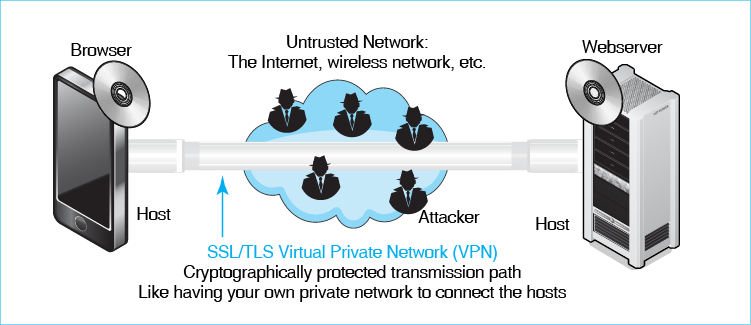 Browser
Untrusted Network:
The Internet, wireless network, etc.
Webserver
Host
Attacker
Host
SSL/TLS Virtual Private Network (VPN)
Cryptographically protected transmission path
Like having your own private network to connect the hosts